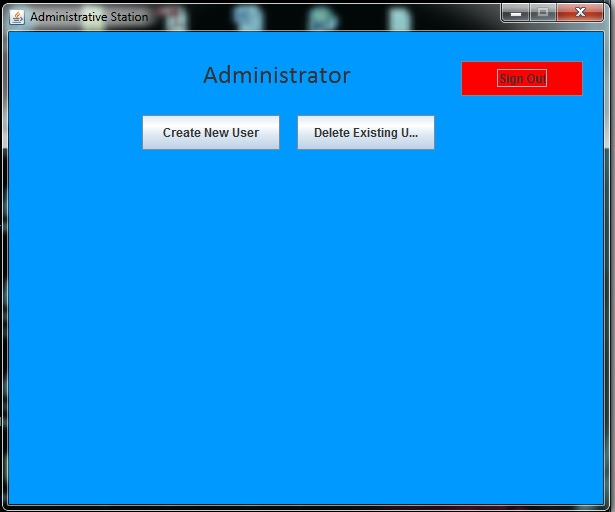 Administrative Station
Administrator
Sign Out
Create New User
Delete Existing U...